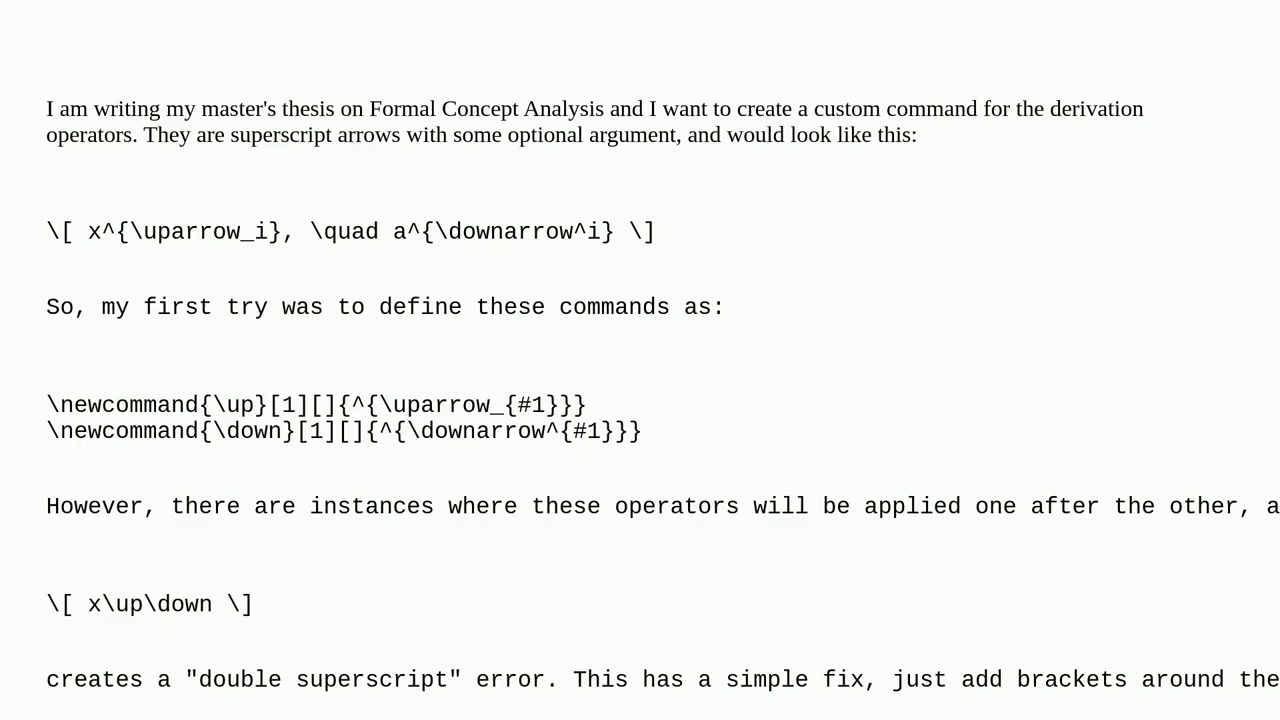 I am writing my master's thesis on Formal Concept Analysis and I want to create a custom command for the derivation
operators. They are superscript arrows with some optional argument, and would look like this:
\[ x^{\uparrow_i}, \quad a^{\downarrow^i} \]
So, my first try was to define these commands as:
\newcommand{\up}[1][]{^{\uparrow_{#1}}}
\newcommand{\down}[1][]{^{\downarrow^{#1}}}
However, there are instances where these operators will be applied one after the other, a
\[ x\up\down \]
creates a "double superscript" error. This has a simple fix, just add brackets around the